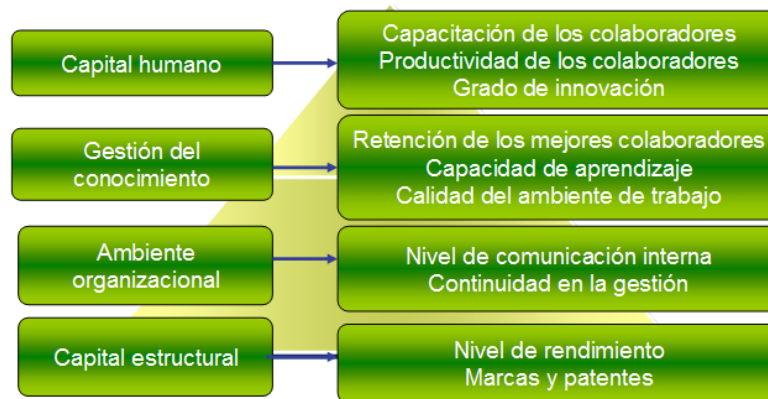 Capital humano
Capacitación de los colaboradores
Productividad de los colaboradores
Grado de innovación
Gestión del
conocimiento
Retención de los mejores colaboradores
Capacidad de aprendizaje
Calidad del ambiente de trabajo
Ambiente
organizacional
Nivel de comunicación interna
Continuidad en la gestión
Capital estructural
Nivel de rendimiento
Marcas y patentes